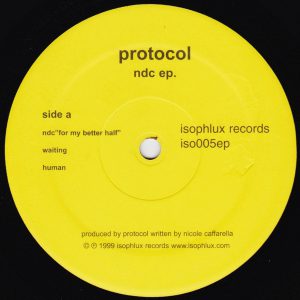 protocol
ndc ep.
side a
ndc"for my better half"
waiting
human
isophlux records
iso005ep
produced by protocol written by nicole caffarella
© ℗ 1999 isophlux records www.isophlux.com